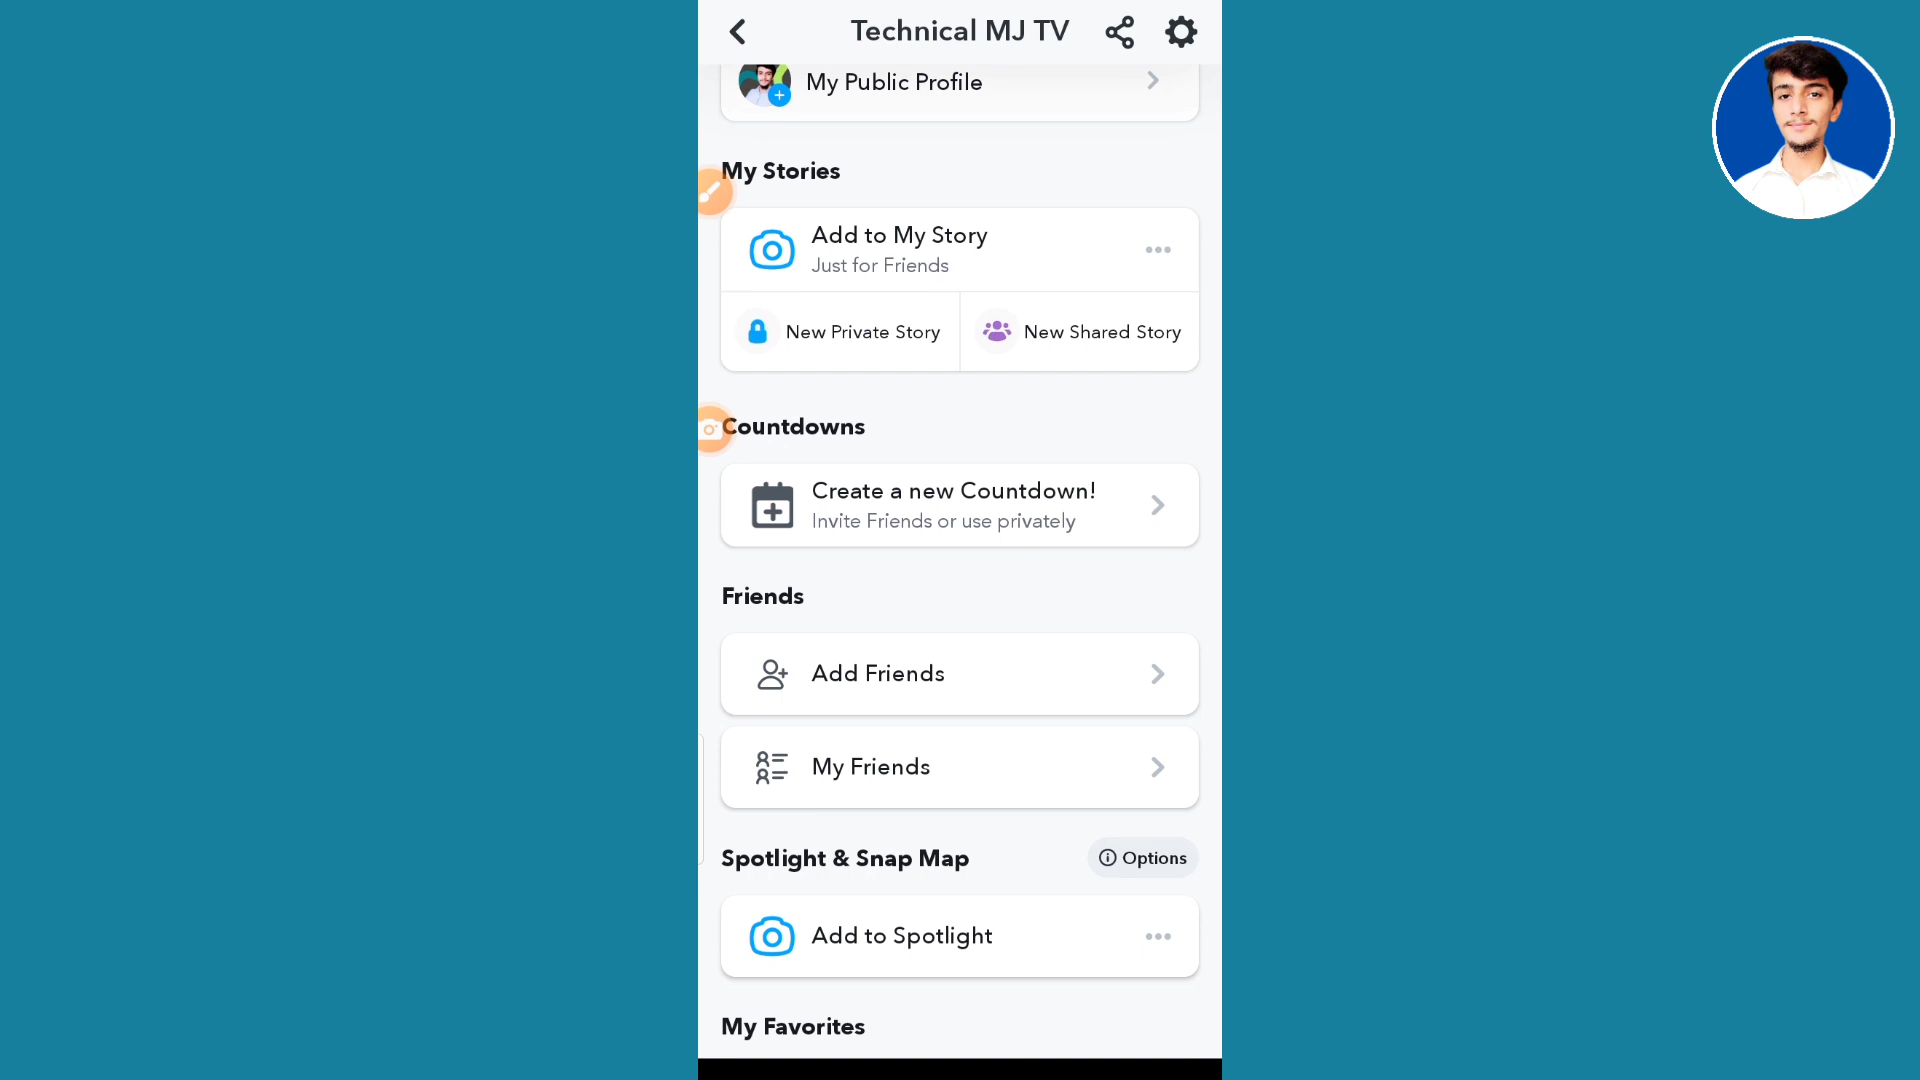 Technical MJ TV
My Public Profile
My Stories
Add to My Story
Just for Friends
New Private Story
New Shared Story
Countdowns
Create a new Countdown!
Invite Friends or use privately
Friends
Add Friends
My Friends
Spotlight & Snap Map
Options
Add to Spotlight
My Favorites